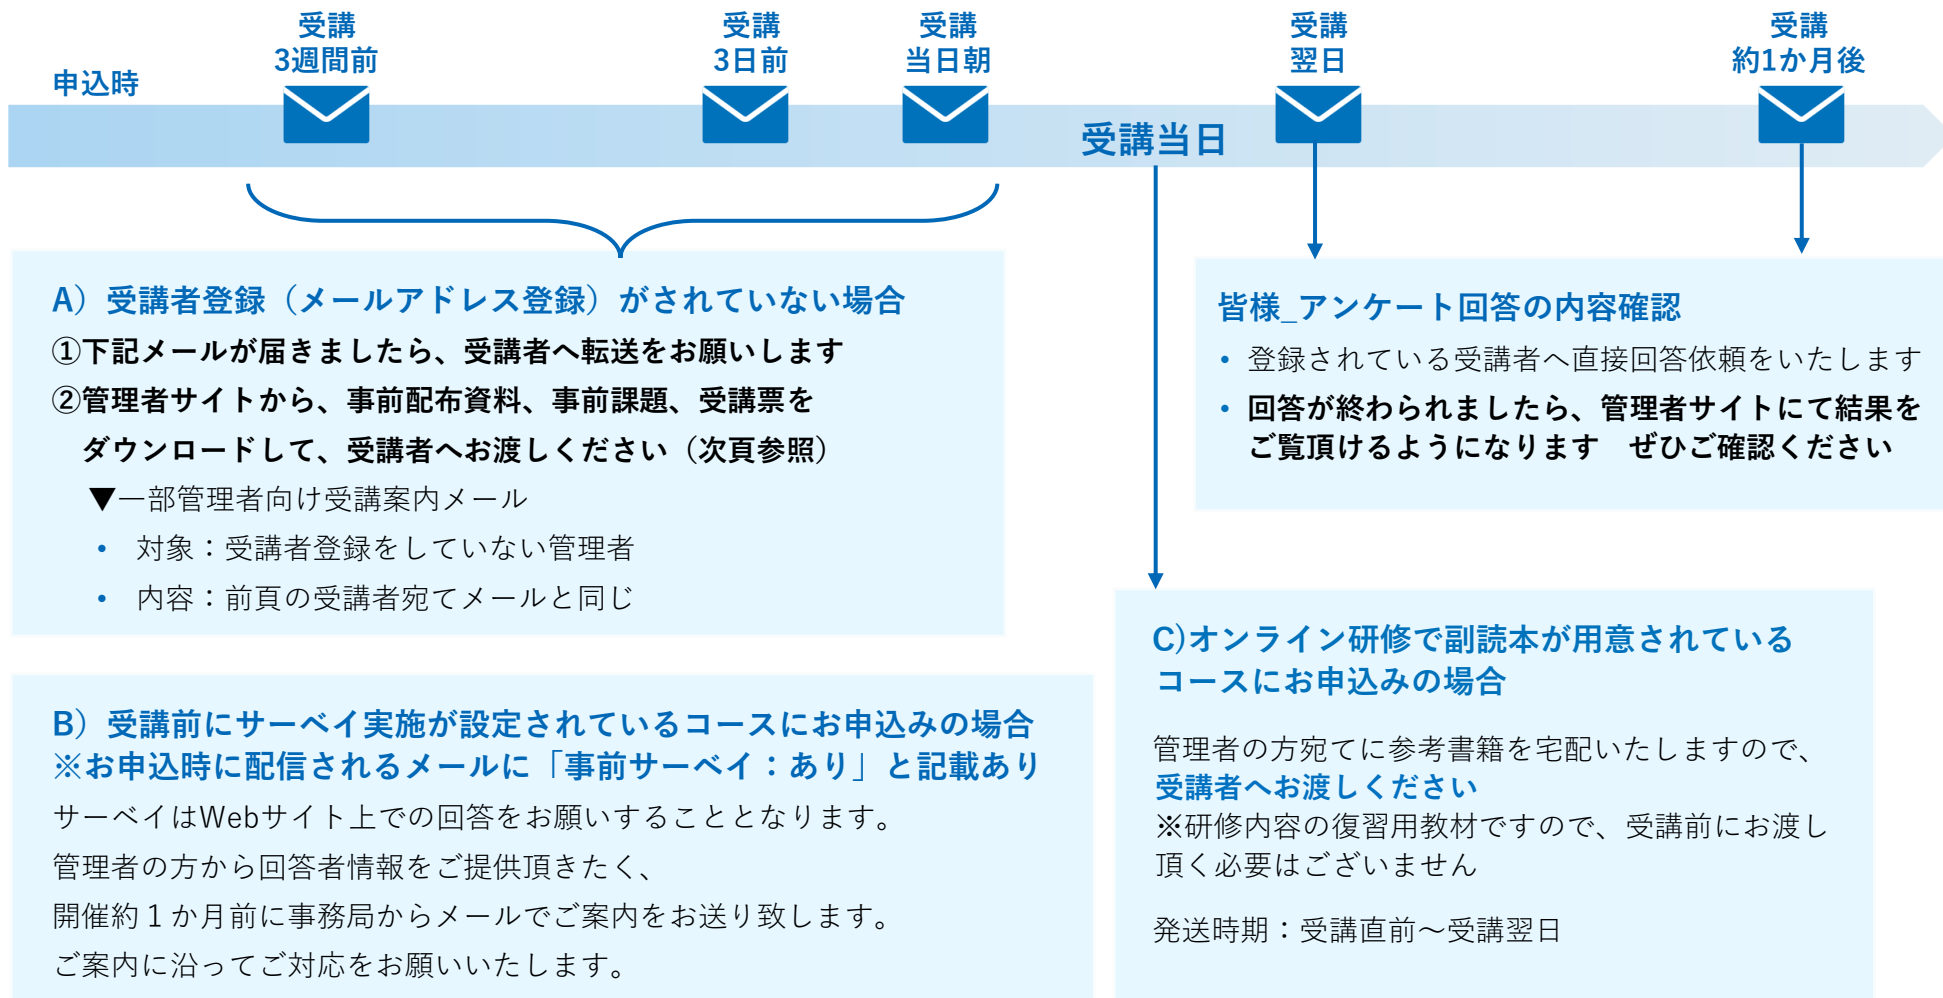 申込時
受講
3週間前
受講
3日前
受講
当日朝
受講当日
受講
翌日
受講
約1か月後
A）受講者登録（メールアドレス登録）がされていない場合
①下記メールが届きましたら、受講者へ転送をお願いします
②管理者サイトから、事前配布資料、事前課題、受講票を
ダウンロードして、受講者へお渡しください（次頁参照）
▼一部管理者向け受講案内メール
• 対象：受講者登録をしていない管理者
• 内容：前頁の受講者宛てメールと同じ
B）受講前にサーベイ実施が設定されているコースにお申込みの場合
※お申込時に配信されるメールに「事前サーベイ：あり」と記載あり
サーベイはWebサイト上での回答をお願いすることとなります。
管理者の方から回答者情報をご提供頂きたく、
開催約１か月前に事務局からメールでご案内をお送り致します。
ご案内に沿ってご対応をお願いいたします。
皆様_アンケート回答の内容確認
• 登録されている受講者へ直接回答依頼をいたします
• 回答が終わられましたら、管理者サイトにて結果を
ご覧頂けるようになります　ぜひご確認ください
C)オンライン研修で副読本が用意されている
コースにお申込みの場合
管理者の方宛てに参考書籍を宅配いたしますので、
受講者へお渡しください
※研修内容の復習用教材ですので、受講前にお渡し
頂く必要はございません
発送時期：受講直前～受講翌日